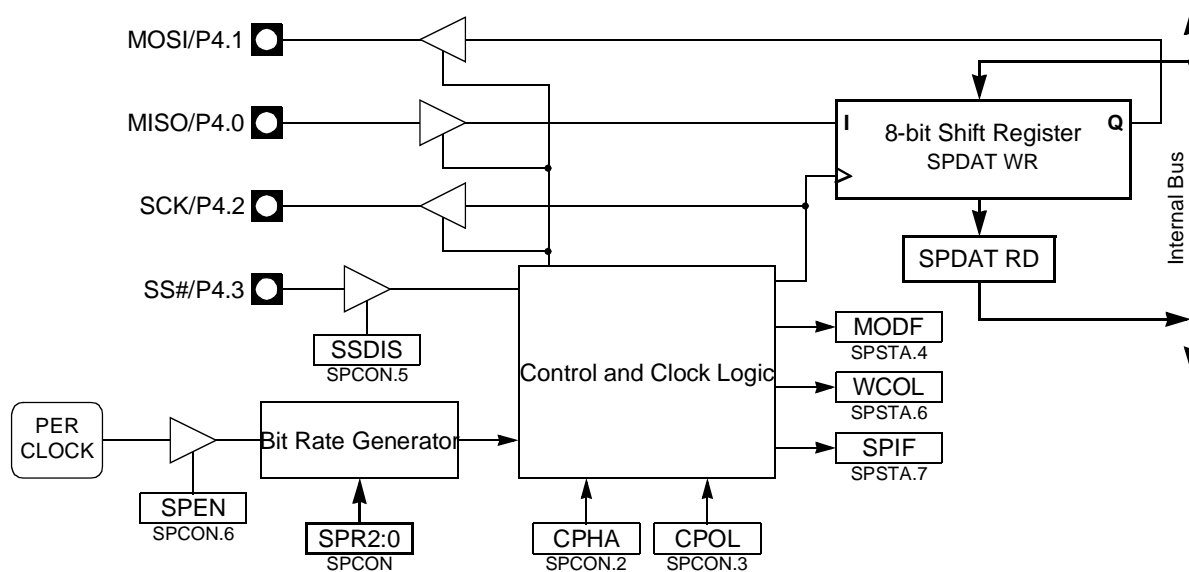 MOSI/P4.1
MISO/P4.0
I
8-bit Shift Register
Q
SPDAT WR
SCK/P4.2
Internal Bus
SPDAT RD
SS#/P4.3
SSDIS
SPCON.5
MODF
SPSTA.4
Control and Clock Logic
WCOL
SPSTA.6
PER
CLOCK
Bit Rate Generator
SPIF
SPSTA.7
SPEN
SPCON.6
SPR2:0
SPCON
CPHA
SPCON.2
CPOL
SPCON.3